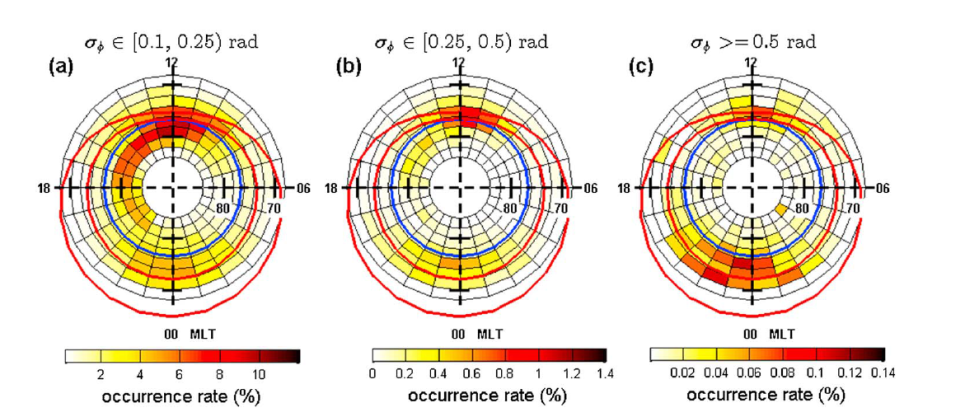 σ_ϕ ∈ [0.1, 0.25) rad
σ_ϕ ∈ [0.25, 0.5) rad
σ_ϕ >= 0.5 rad
(a) 12
(b) 12
(c) 12
18 80 70 06
18 80 70 06
18 80 70 06
00 MLT
00 MLT
00 MLT
2 4 6 8 10
0 0.2 0.4 0.6 0.8 1 1.2 1.4
0.02 0.04 0.06 0.08 0.1 0.12 0.14
occurrence rate (%)
occurrence rate (%)
occurrence rate (%)